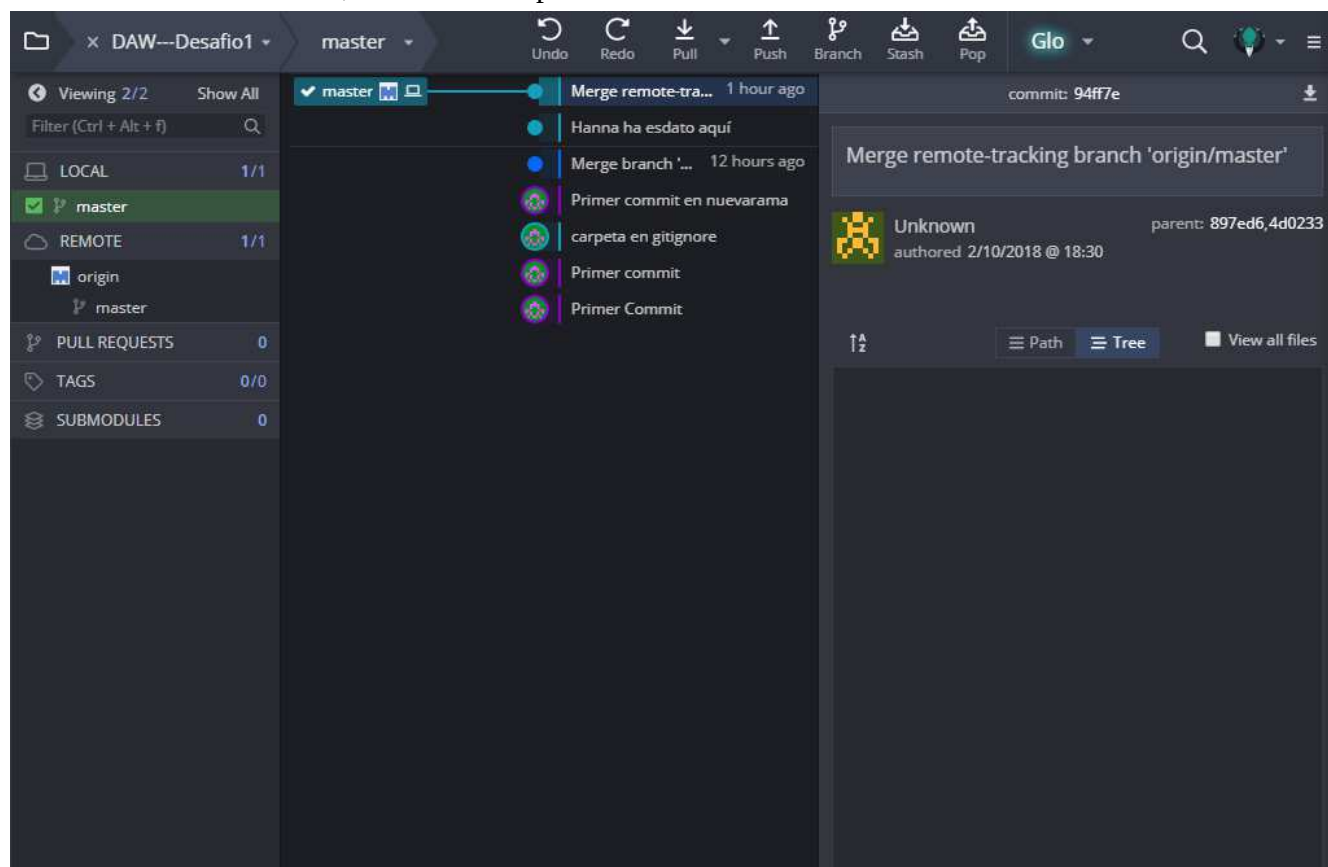 DAW---Desafio1
master
Undo
Redo
Pull
Push
Branch
Stash
Pop
Glo
Viewing 2/2 Show All
Filter (Ctrl + Alt + f)
LOCAL 1/1
master
REMOTE 1/1
origin
master
PULL REQUESTS 0
TAGS 0/0
SUBMODULES 0
master
Merge remote-tra... 1 hour ago
Hanna ha esdato aquí
Merge branch '... 12 hours ago
Primer commit en nuevarama
carpeta en gitignore
Primer commit
Primer Commit
commit: 94ff7e
Merge remote-tracking branch 'origin/master'
Unknown
authored 2/10/2018 @ 18:30
parent: 897ed6,4d0233
Path
Tree
View all files